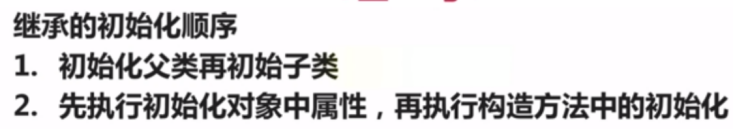 继承的初始化顺序
1. 初始化父类再初始子类
2. 先执行初始化对象中属性，再执行构造方法中的初始化